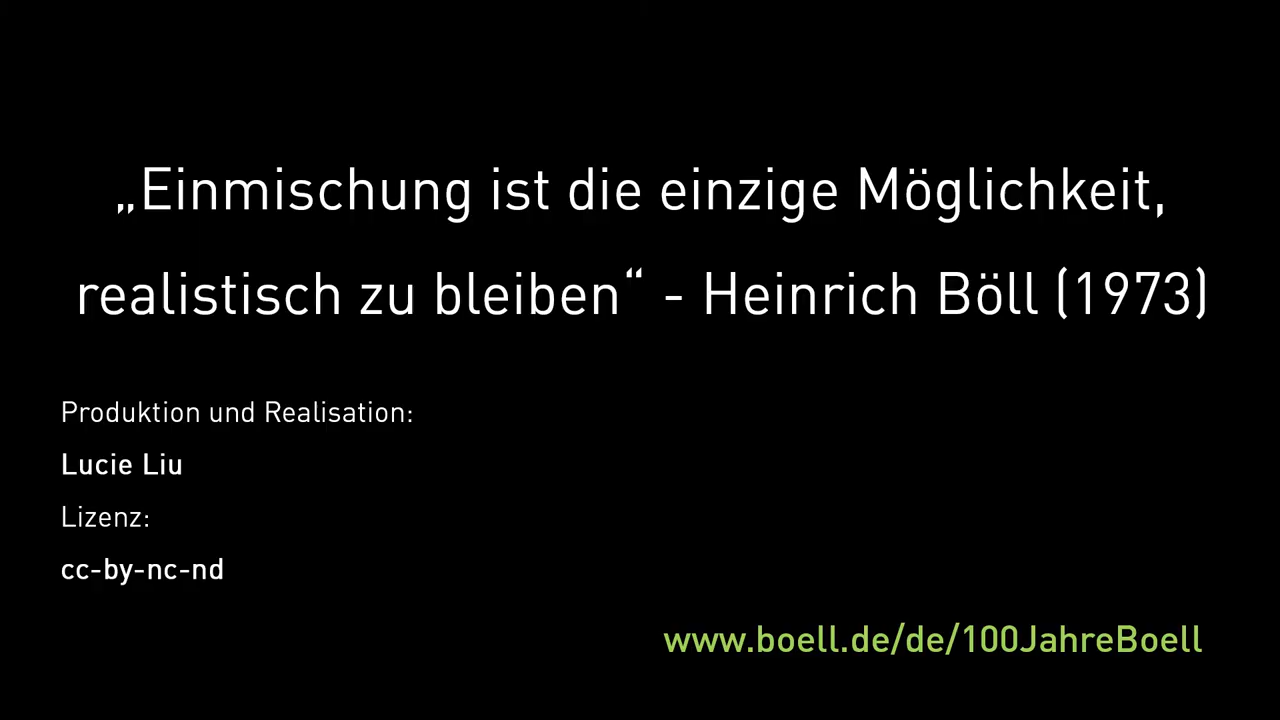 „Einmischung ist die einzige Möglichkeit,
realistisch zu bleiben“ - Heinrich Böll (1973)
Produktion und Realisation:
Lucie Liu
Lizenz:
cc-by-nc-nd
www.boell.de/de/100JahreBoell